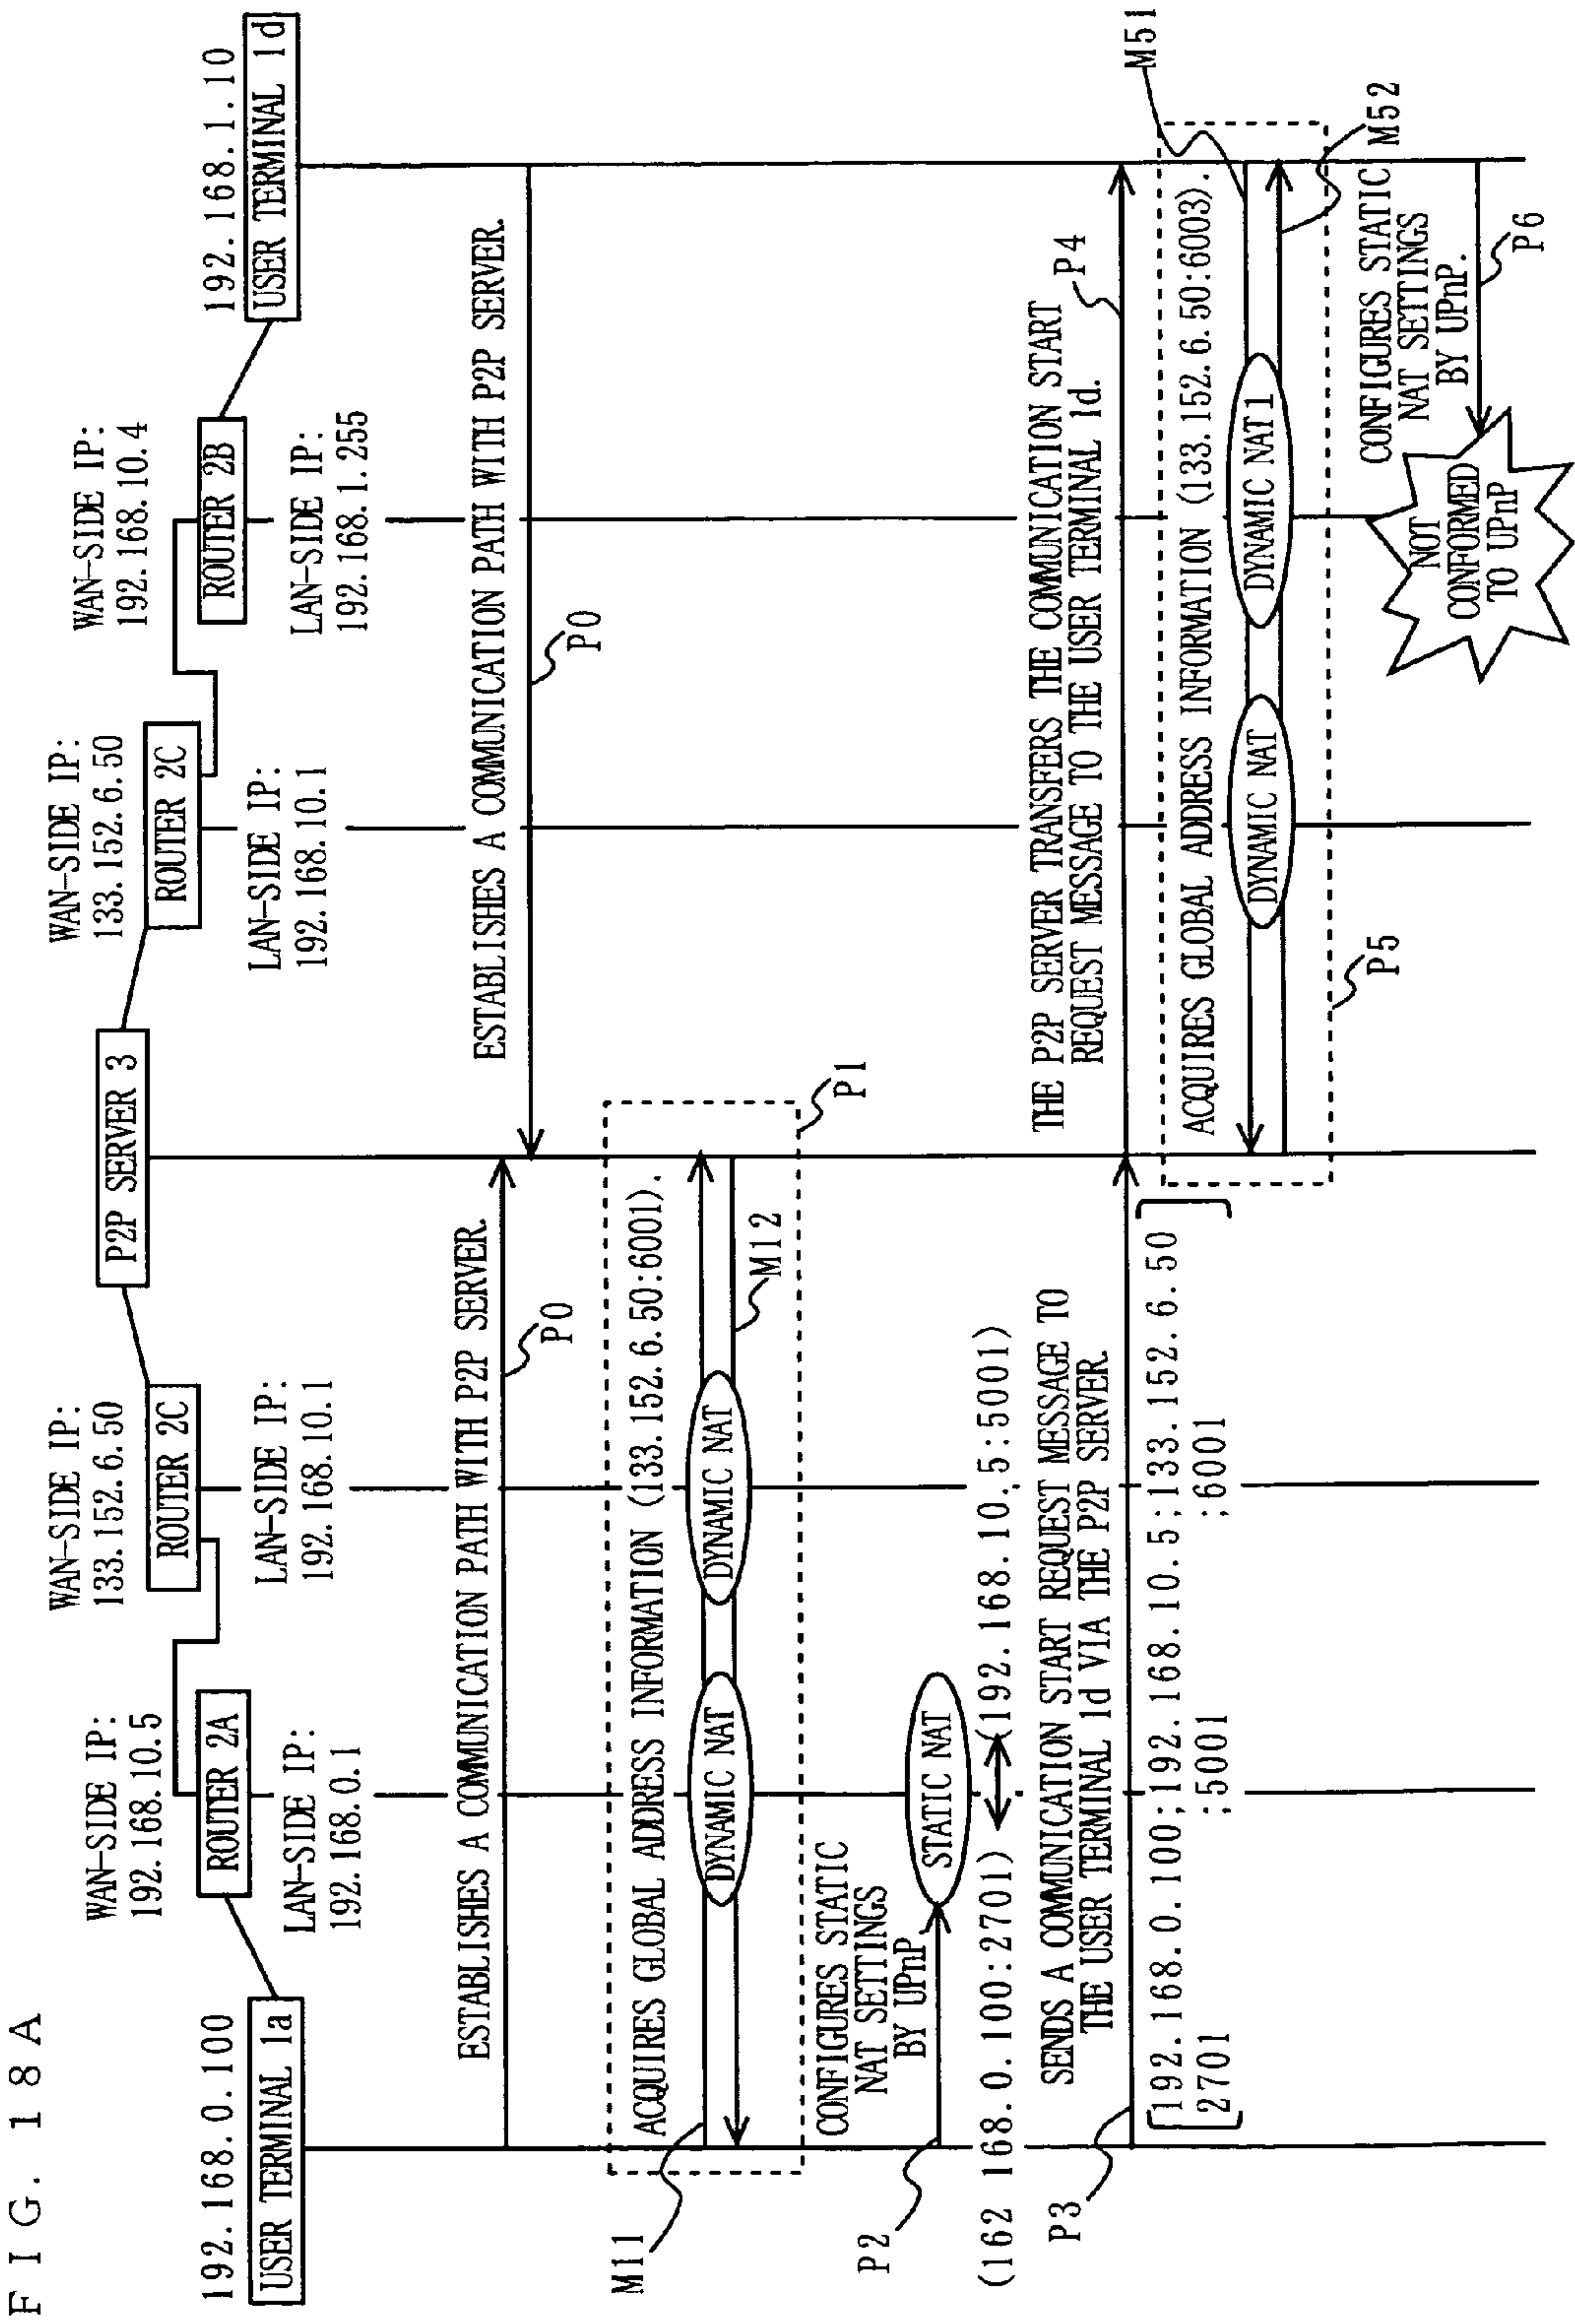 FIG. 18A
192.168.0.100
USER TERMINAL 1a
WAN-SIDE IP:
192.168.10.5
ROUTER 2A
LAN-SIDE IP:
192.168.0.1
WAN-SIDE IP:
133.152.6.50
ROUTER 2C
LAN-SIDE IP:
192.168.10.1
P2P SERVER 3
WAN-SIDE IP:
133.152.6.50
ROUTER 2C
LAN-SIDE IP:
192.168.10.1
WAN-SIDE IP:
192.168.10.4
ROUTER 2B
LAN-SIDE IP:
192.168.1.255
192.168.1.10
USER TERMINAL 1d
ESTABLISHES A COMMUNICATION PATH WITH P2P SERVER.
P0
ESTABLISHES A COMMUNICATION PATH WITH P2P SERVER.
P0
ACQUIRES GLOBAL ADDRESS INFORMATION (133.152.6.50:6001).
P1
M11
DYNAMIC NAT
DYNAMIC NAT
M12
CONFIGURES STATIC
NAT SETTINGS
BY UPnP
P2
STATIC NAT
(162 168.0.100:2701)
(192.168.10.5:5001)
SENDS A COMMUNICATION START REQUEST MESSAGE TO
THE USER TERMINAL 1d VIA THE P2P SERVER.
P3
192.168.0.100;192.168.10.5;133.152.6.50
2701 ;5001 ;6001
THE P2P SERVER TRANSFERS THE COMMUNICATION START
REQUEST MESSAGE TO THE USER TERMINAL 1d.
P4
ACQUIRES GLOBAL ADDRESS INFORMATION (133.152.6.50:6003).
M51
DYNAMIC NAT
DYNAMIC NAT1
M52
P5
CONFIGURES STATIC
NAT SETTINGS
BY UPnP.
P6
NOT
CONFORMED
TO UPnP